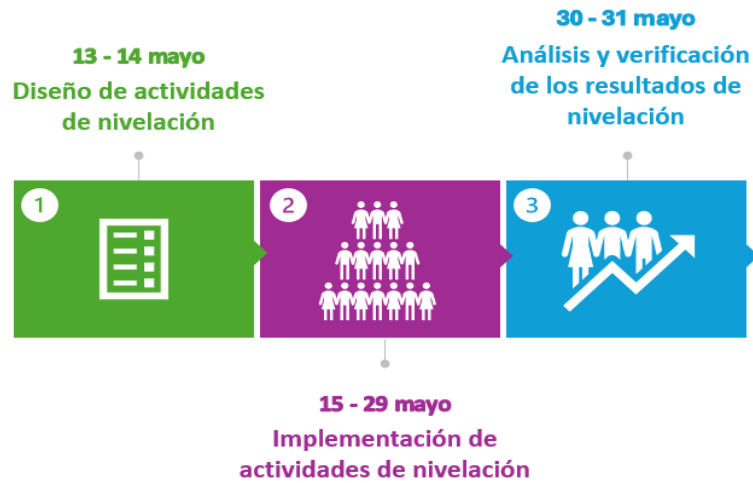 13 - 14 mayo
Diseño de actividades
de nivelación
30 - 31 mayo
Análisis y verificación
de los resultados de
nivelación
1
2
3
15 - 29 mayo
Implementación de
actividades de nivelación